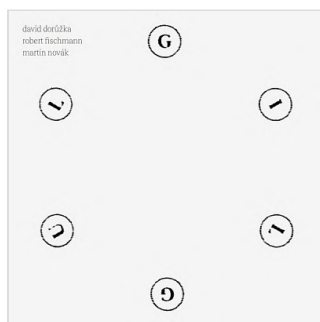 david dorůžka
robert fischmann
martin novák
G
I
L
G
U
L